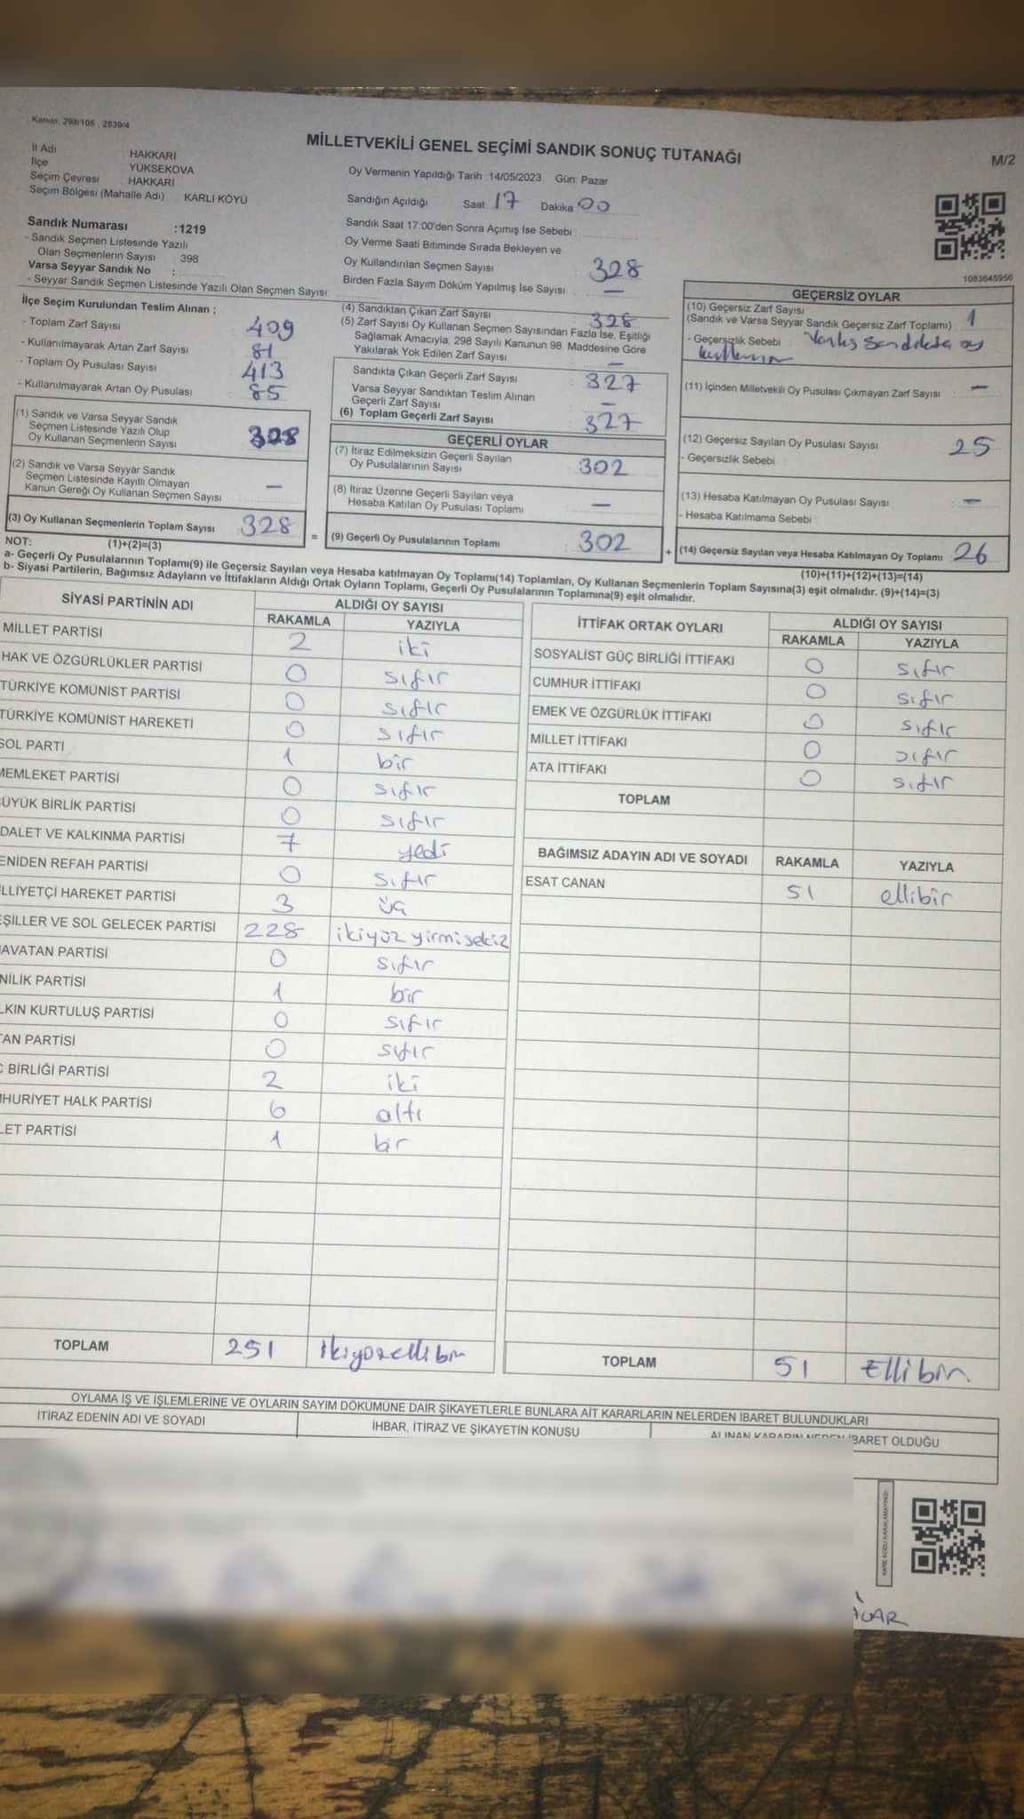 Kanun, 298/105 , 2839/4
MİLLETVEKİLİ GENEL SEÇİMİ SANDIK SONUÇ TUTANAĞI
M/2
İl Adı HAKKARİ
İlçe YÜKSEKOVA
Seçim Çevresi HAKKARİ
Seçim Bölgesi (Mahalle Adı) KARLI KÖYÜ
Oy Vermenin Yapıldığı Tarih :14/05/2023 Gün: Pazar
Sandığın Açıldığı Saat 17 Dakika 00
Sandık Numarası :1219
- Sandık Seçmen Listesinde Yazılı
Olan Seçmenlerin Sayısı 398
Varsa Seyyar Sandık No :
- Seyyar Sandık Seçmen Listesinde Yazılı Olan Seçmen Sayısı
Sandık Saat 17:00'den Sonra Açımış İse Sebebi
Oy Verme Saati Bitiminde Sırada Bekleyen ve
Oy Kullandırılan Seçmen Sayısı 328
Birden Fazla Sayım Döküm Yapılmış İse Sayısı —
1083645956
İlçe Seçim Kurulundan Teslim Alınan ;
- Toplam Zarf Sayısı 409
- Kullanılmayarak Artan Zarf Sayısı 81
- Toplam Oy Pusulası Sayısı 413
- Kullanılmayarak Artan Oy Pusulası 85
(1) Sandık ve Varsa Seyyar Sandık
Seçmen Listesinde Yazılı Olup
Oy Kullanan Seçmenlerin Sayısı 328
(2) Sandık ve Varsa Seyyar Sandık
Seçmen Listesinde Kayıtlı Olmayan
Kanun Gereği Oy Kullanan Seçmen Sayısı —
(3) Oy Kullanan Seçmenlerin Toplam Sayısı 328
(1)+(2)=(3)
(4) Sandıktan Çıkan Zarf Sayısı 328
(5) Zarf Sayısı Oy Kullanan Seçmen Sayısından Fazla İse, Eşitliği
Sağlamak Amacıyla, 298 Sayılı Kanunun 98. Maddesine Göre
Yakılarak Yok Edilen Zarf Sayısı —
Sandıkta Çıkan Geçerli Zarf Sayısı 327
Varsa Seyyar Sandıktan Teslim Alınan
Geçerli Zarf Sayısı —
(6) Toplam Geçerli Zarf Sayısı 327
GEÇERLİ OYLAR
(7) İtiraz Edilmeksizin Geçerli Sayılan
Oy Pusulalarının Sayısı 302
(8) İtiraz Üzerine Geçerli Sayılan veya
Hesaba Katılan Oy Pusulası Toplamı —
= (9) Geçerli Oy Pusulalarının Toplamı 302
GEÇERSİZ OYLAR
(10) Geçersiz Zarf Sayısı
(Sandık ve Varsa Seyyar Sandık Geçersiz Zarf Toplamı) 1
- Geçersizlik Sebebi Yanlış Sandıkta oy
(11) İçinden Milletvekili Oy Pusulası Çıkmayan Zarf Sayısı —
(12) Geçersiz Sayılan Oy Pusulası Sayısı 25
- Geçersizlik Sebebi
(13) Hesaba Katılmayan Oy Pusulası Sayısı —
- Hesaba Katılmama Sebebi
+ (14) Geçersiz Sayılan veya Hesaba Katılmayan Oy Toplamı 26
(10)+(11)+(12)+(13)=(14)
NOT:
a- Geçerli Oy Pusulalarının Toplamı(9) ile Geçersiz Sayılan veya Hesaba katılmayan Oy Toplamı(14) Toplamları, Oy Kullanan Seçmenlerin Toplam Sayısına(3) eşit olmalıdır. (9)+(14)=(3)
b- Siyasi Partilerin, Bağımsız Adayların ve İttifakların Aldığı Ortak Oyların Toplamı, Geçerli Oy Pusulalarının Toplamına(9) eşit olmalıdır.
SİYASİ PARTİNİN ADI ALDIĞI OY SAYISI
RAKAMLA YAZIYLA
MİLLET PARTİSİ 2 iki
HAK VE ÖZGÜRLÜKLER PARTİSİ 0 sıfır
TÜRKİYE KOMÜNİST PARTİSİ 0 sıfır
TÜRKİYE KOMÜNİST HAREKETİ 0 sıfır
SOL PARTİ 1 bir
MEMLEKET PARTİSİ 0 sıfır
ÜYÜK BİRLİK PARTİSİ 0 sıfır
DALET VE KALKINMA PARTİSİ 7 yedi
ENİDEN REFAH PARTİSİ 0 sıfır
LLİYETÇİ HAREKET PARTİSİ 3 üç
EŞİLLER VE SOL GELECEK PARTİSİ 228 ikiyüz yirmisekiz
AVATAN PARTİSİ 0 sıfır
NİLİK PARTİSİ 1 bir
LKIN KURTULUŞ PARTİSİ 0 sıfır
TAN PARTİSİ 0 sıfır
Ç BİRLİĞİ PARTİSİ 2 iki
MHURİYET HALK PARTİSİ 6 altı
LET PARTİSİ 1 bir
TOPLAM 251 ikiyüzellibir
İTTİFAK ORTAK OYLARI ALDIĞI OY SAYISI
RAKAMLA YAZIYLA
SOSYALİST GÜÇ BİRLİĞİ İTTİFAKI 0 sıfır
CUMHUR İTTİFAKI 0 sıfır
EMEK VE ÖZGÜRLÜK İTTİFAKI 0 sıfır
MİLLET İTTİFAKI 0 sıfır
ATA İTTİFAKI 0 sıfır
TOPLAM
BAĞIMSIZ ADAYIN ADI VE SOYADI RAKAMLA YAZIYLA
ESAT CANAN 51 ellibir
TOPLAM 51 Ellibir.
OYLAMA İŞ VE İŞLEMLERİNE VE OYLARIN SAYIM DÖKÜMÜNE DAİR ŞİKAYETLERLE BUNLARA AİT KARARLARIN NELERDEN İBARET BULUNDUKLARI
İTİRAZ EDENİN ADI VE SOYADI İHBAR, İTİRAZ VE ŞİKAYETİN KONUSU ALINAN KARARIN NEDEN İBARET OLDUĞU